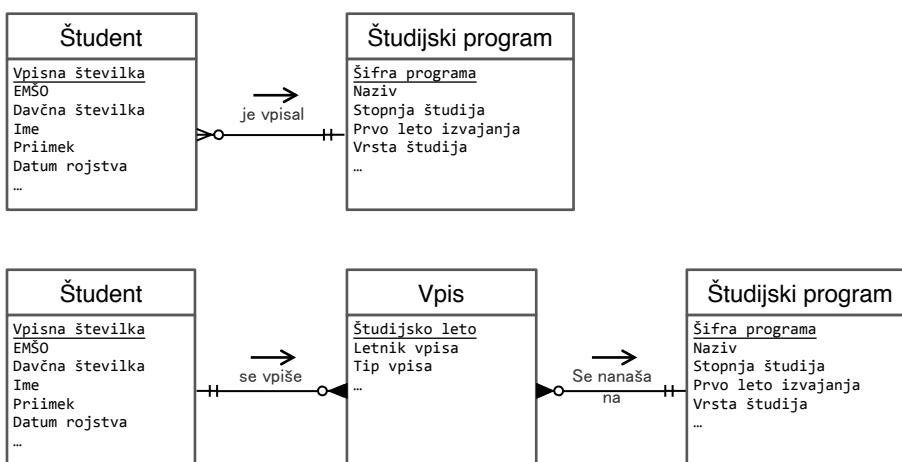 Študent
Vpisna številka
EMŠO
Davčna številka
Ime
Priimek
Datum rojstva
…
je vpisal
Študijski program
Šifra programa
Naziv
Stopnja študija
Prvo leto izvajanja
Vrsta študija
…
Študent
Vpisna številka
EMŠO
Davčna številka
Ime
Priimek
Datum rojstva
…
se vpiše
Vpis
Študijsko leto
Letnik vpisa
Tip vpisa
…
Se nanaša
na
Študijski program
Šifra programa
Naziv
Stopnja študija
Prvo leto izvajanja
Vrsta študija
…